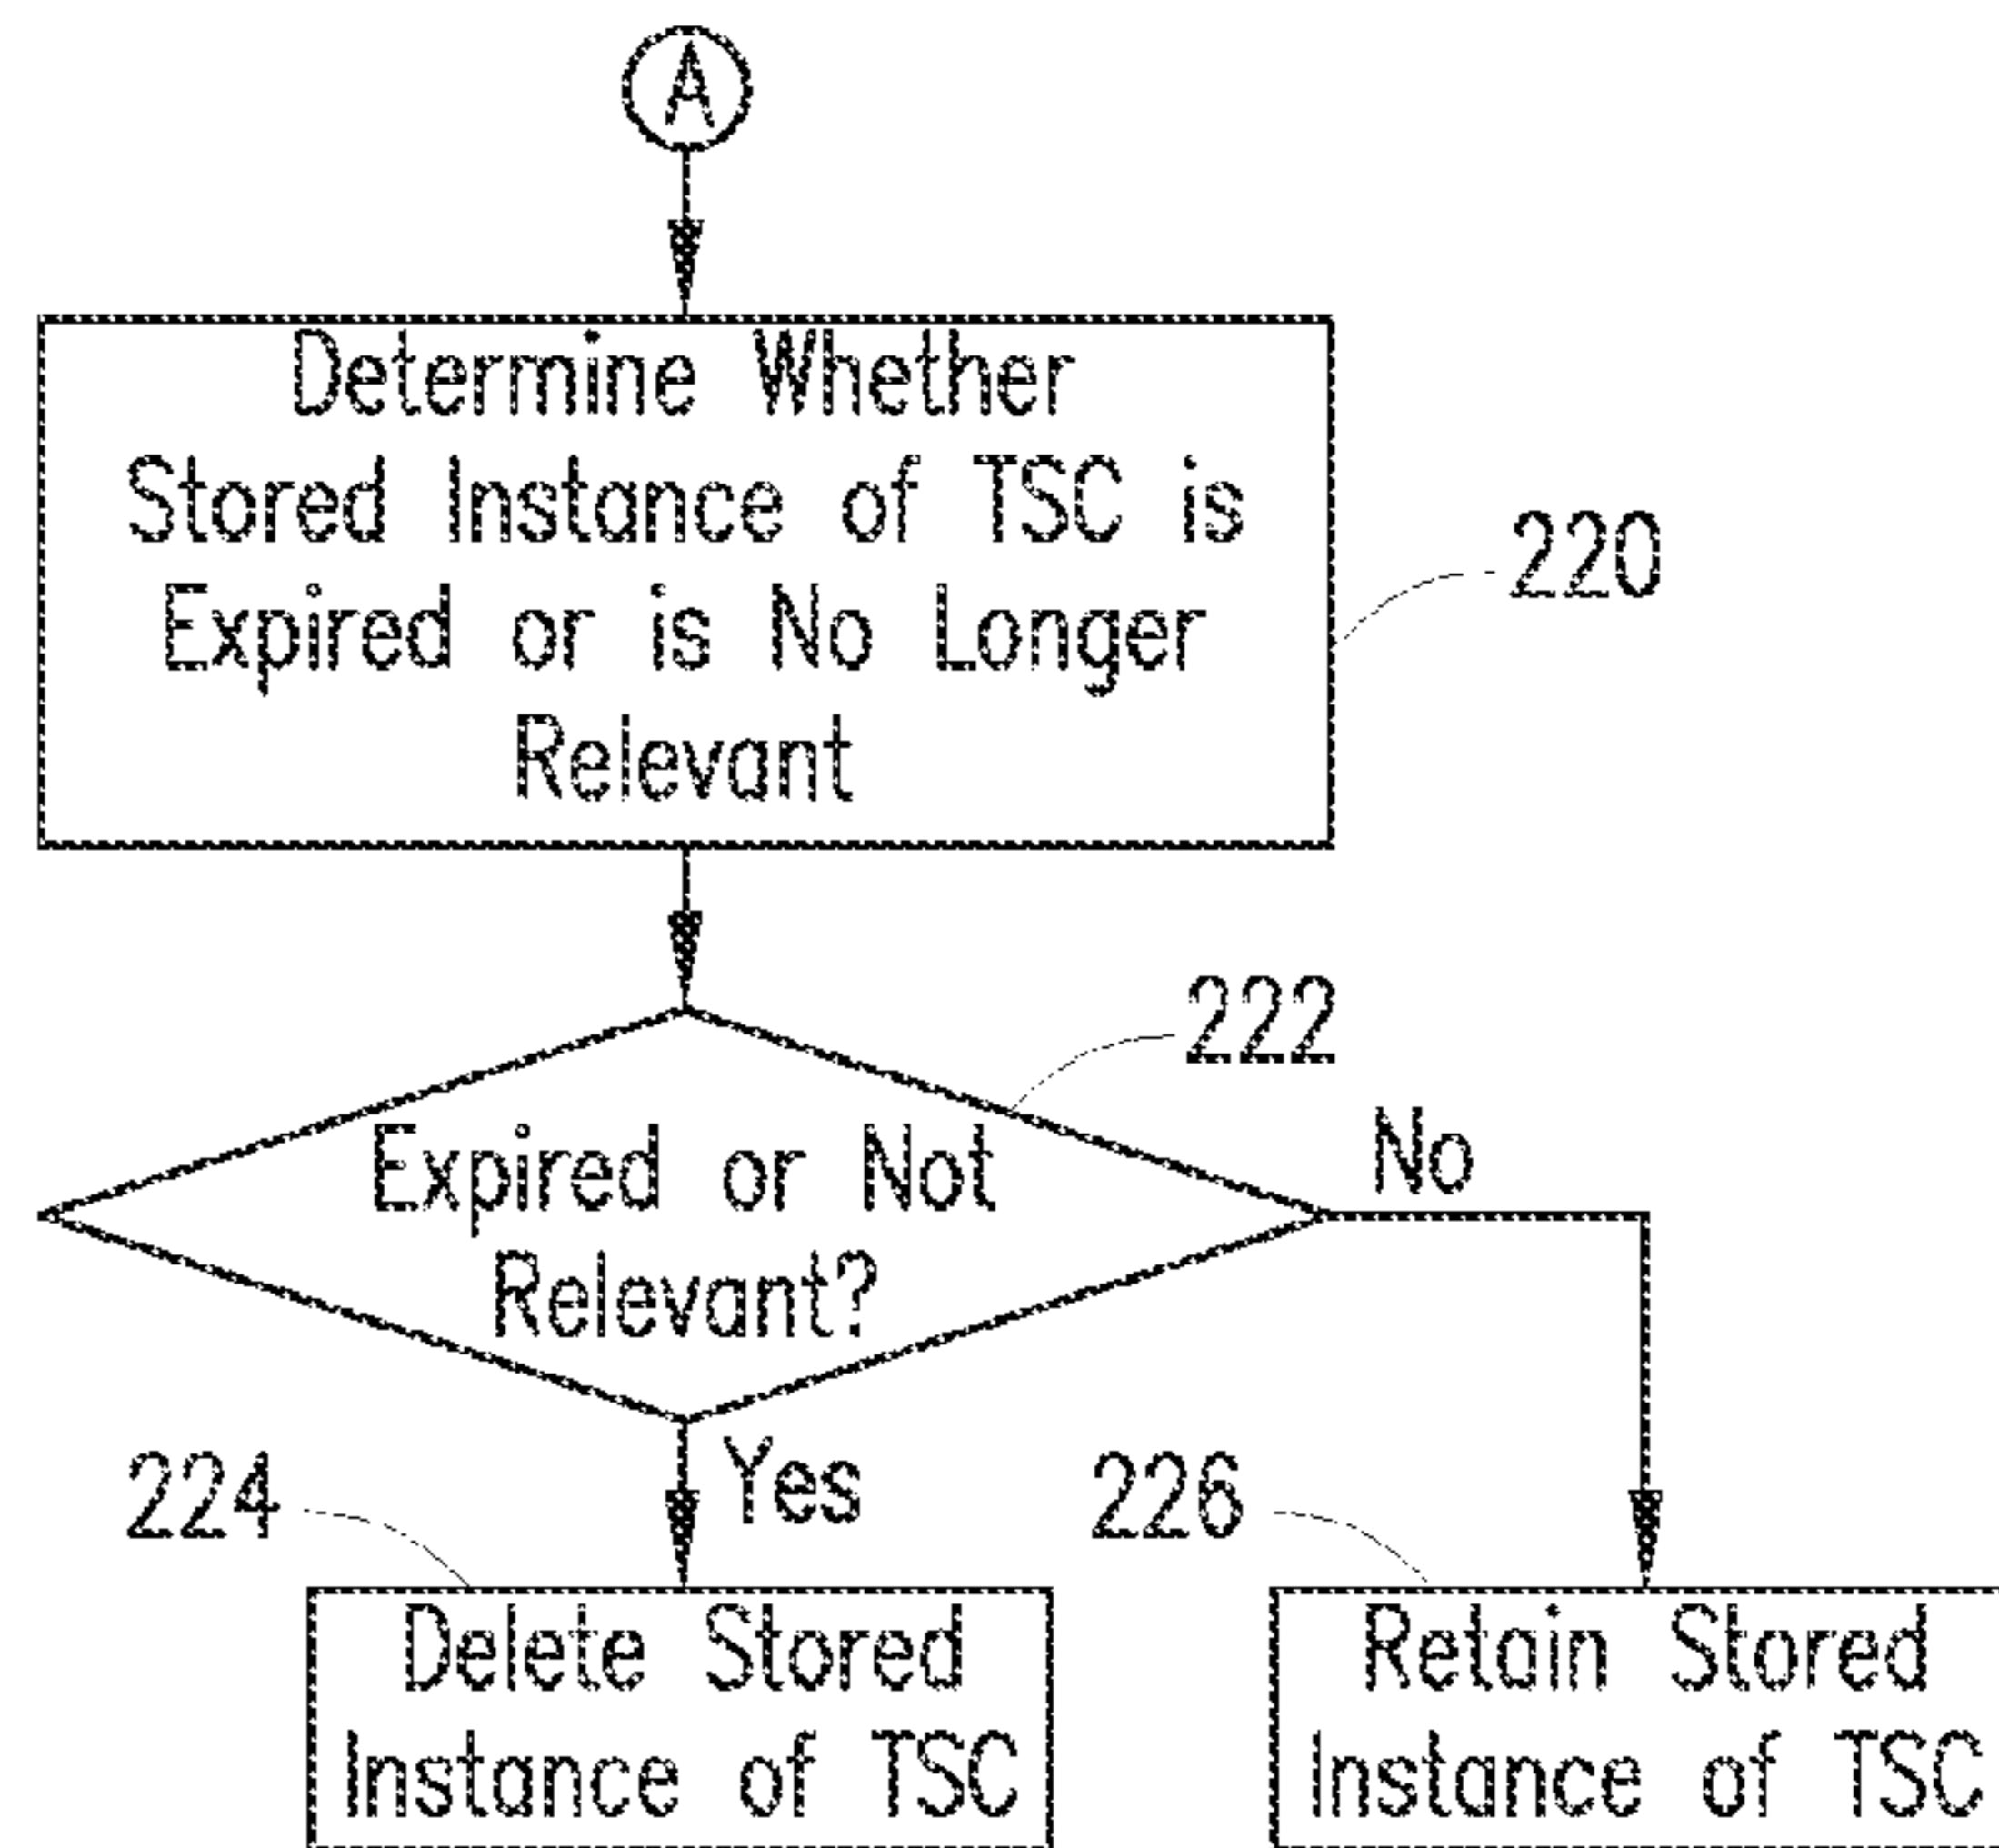 A
Determine Whether
Stored Instance of TSC is
Expired or is No Longer
Relevant
220
222
Expired or Not
Relevant?
No
Yes
224
Delete Stored
Instance of TSC
226
Retain Stored
Instance of TSC